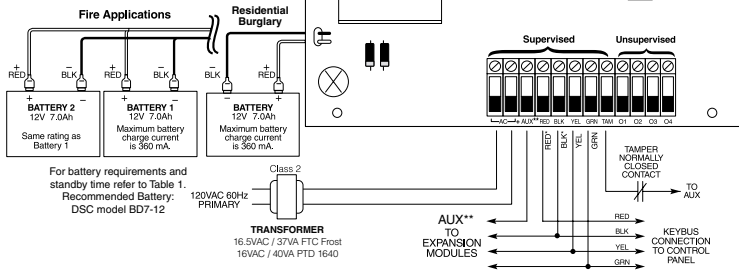 Fire Applications
Residential
Burglary
+
RED
–
BLK
+
RED
–
BLK
–
BLK
+
RED
+ –
BATTERY 2
12V 7.0Ah
Same rating as
Battery 1
+ –
BATTERY 1
12V 7.0Ah
Maximum battery
charge current
is 360 mA.
– +
BATTERY
12V 7.0Ah
Maximum battery
charge current
is 360 mA.
For battery requirements and
standby time refer to Table 1.
Recommended Battery:
DSC model BD7-12
Supervised
Unsupervised
AC + AUX** RED BLK YEL GRN TAM O1 O2 O3 O4
RED*
BLK*
YEL
GRN
TAMPER
NORMALLY
CLOSED
CONTACT
TO
AUX
Class 2
120VAC 60Hz
PRIMARY
TRANSFORMER
16.5VAC / 37VA FTC Frost
16VAC / 40VA PTD 1640
AUX**
TO
EXPANSION
MODULES
RED
BLK
YEL
GRN
KEYBUS
CONNECTION
TO CONTROL
PANEL